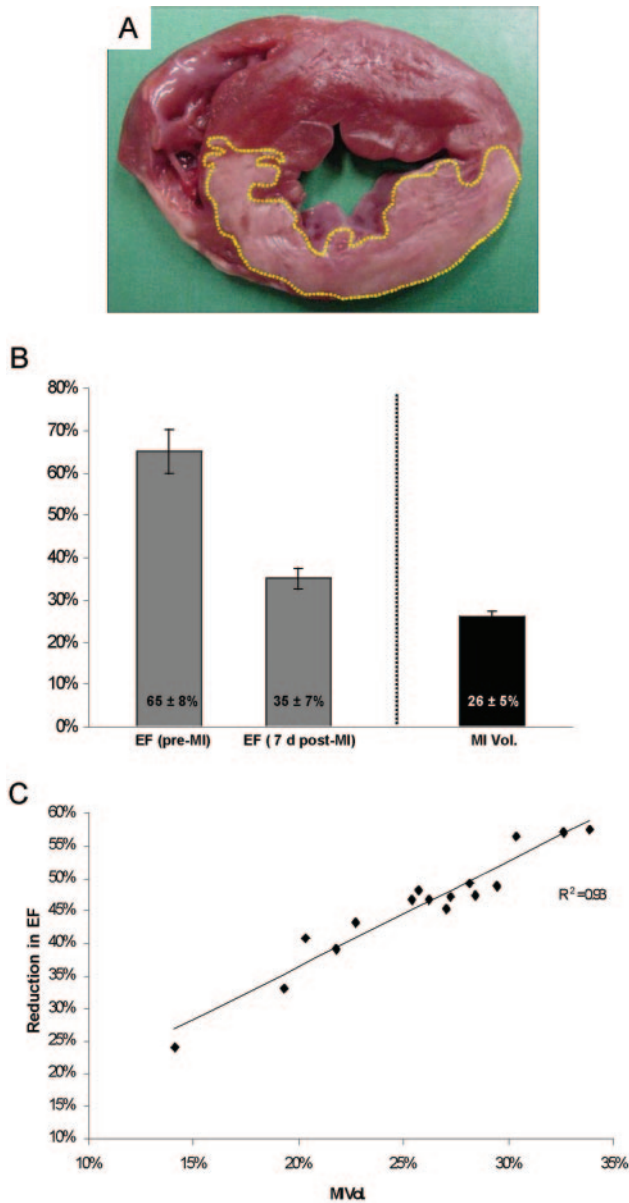 A
B
80%
70%
60%
50%
40%
30%
20%
10%
0%
65 ± 8%
35 ± 7%
26 ± 5%
EF (pre-MI)
EF ( 7 d post-MI)
MI Vol.
C
60%
55%
50%
45%
40%
35%
30%
25%
20%
15%
10%
Reduction in EF
R²=0.93
10%
15%
20%
25%
30%
35%
MI Vol.